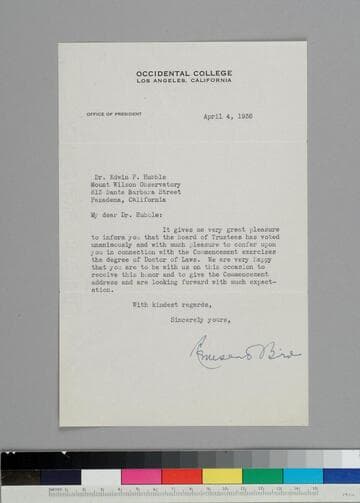 OCCIDENTAL COLLEGE
LOS ANGELES, CALIFORNIA
OFFICE OF PRESIDENT
April 4, 1936
Dr. Edwin P. Hubble
Mount Wilson Observatory
813 Santa Barbara Street
Pasadena, California
My dear Dr. Hubble:
It gives me very great pleasure
to inform you that the Board of Trustees has voted
unanimously and with much pleasure to confer upon
you in connection with the Commencement exercises
the degree of Doctor of Laws. We are very happy
that you are to be with us on this occasion to
receive this honor and to give the Commencement
address and are looking forward with much expect-
ation.
With kindest regards,
Sincerely yours,
Remsen D Bird